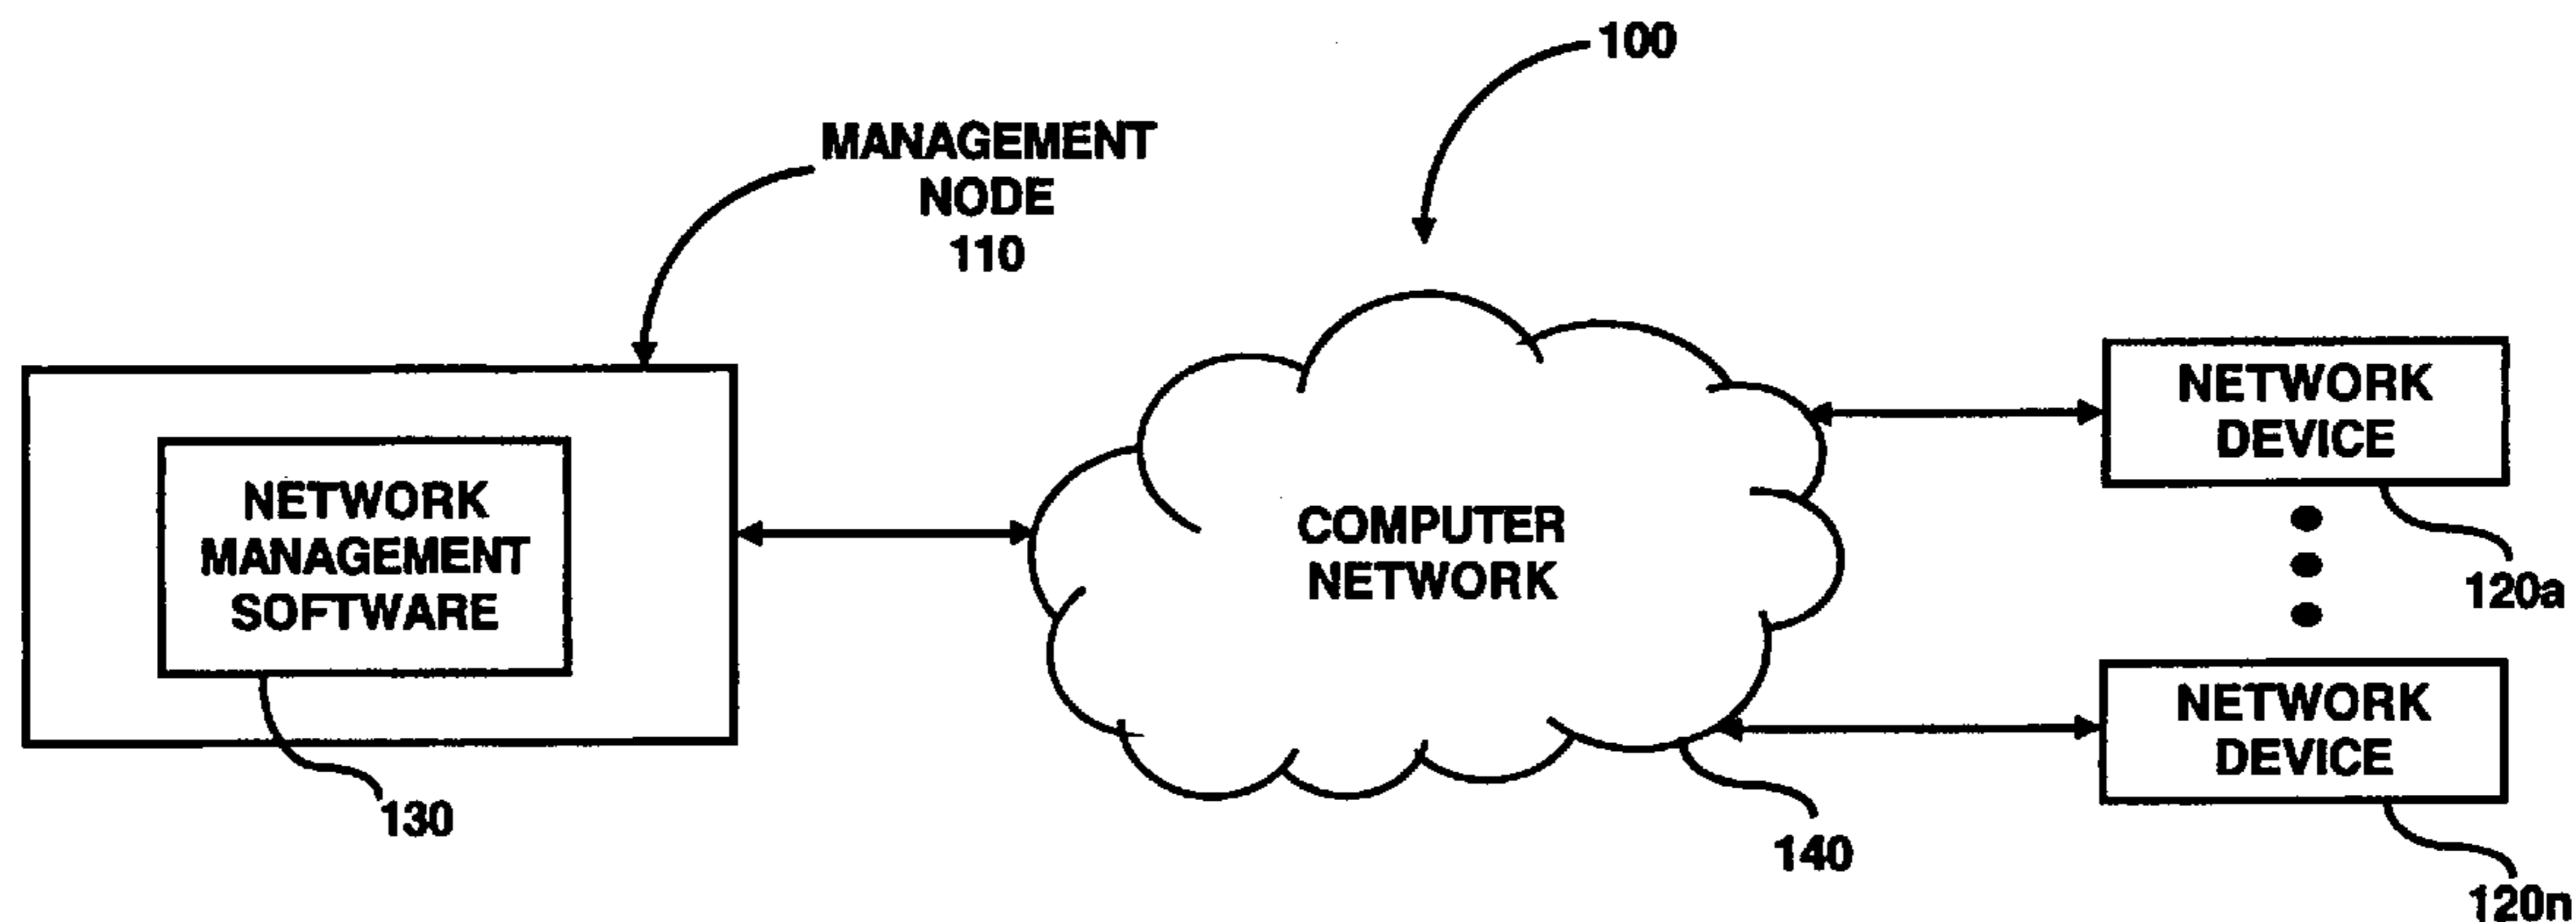 100
MANAGEMENT
NODE
110
NETWORK
MANAGEMENT
SOFTWARE
130
COMPUTER
NETWORK
140
NETWORK
DEVICE
120a
NETWORK
DEVICE
120n